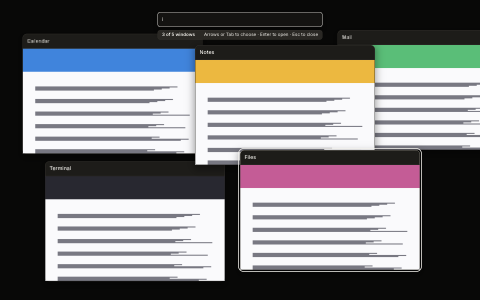 3 of 5 windows Arrows or Tab to choose · Enter to open · Esc to close
Calendar
Mail
Notes
Files
Terminal